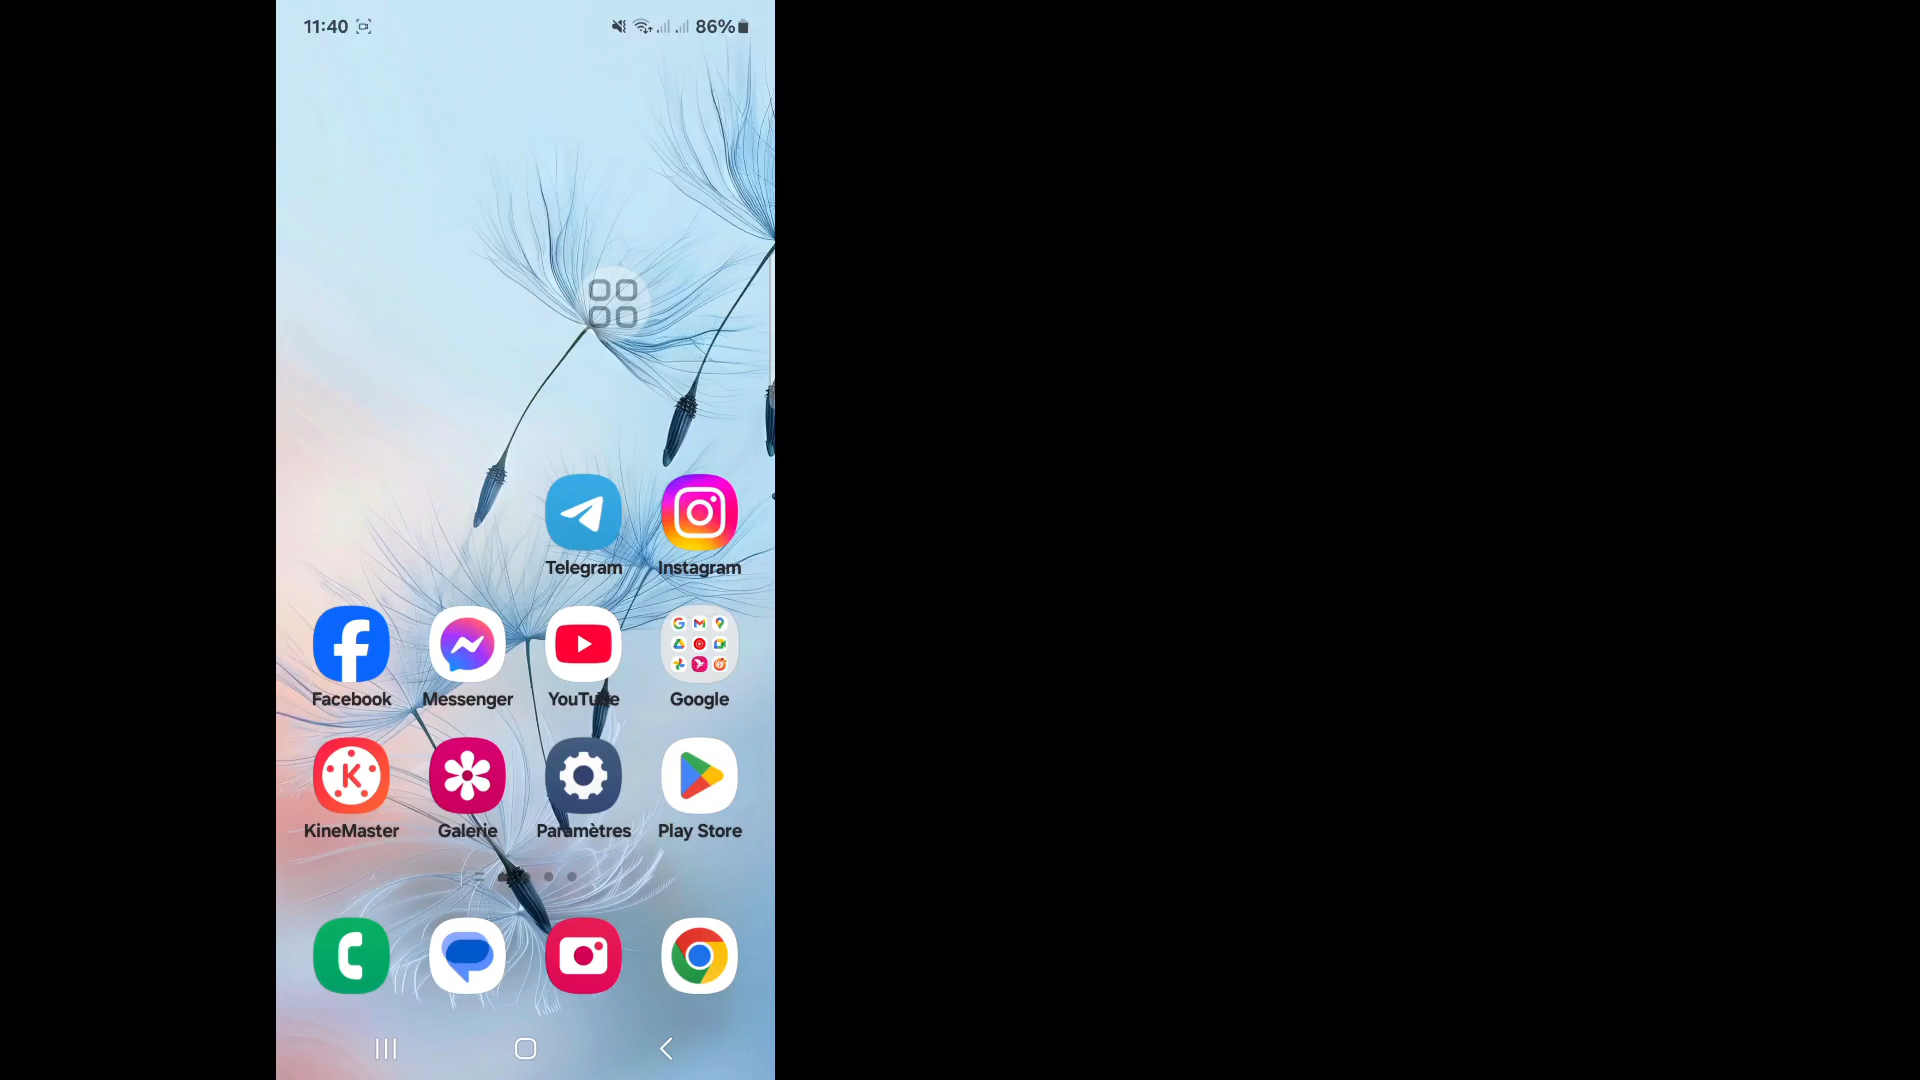 11:40
86%
Telegram
Instagram
Facebook
Messenger
YouTube
Google
KineMaster
Galerie
Paramètres
Play Store